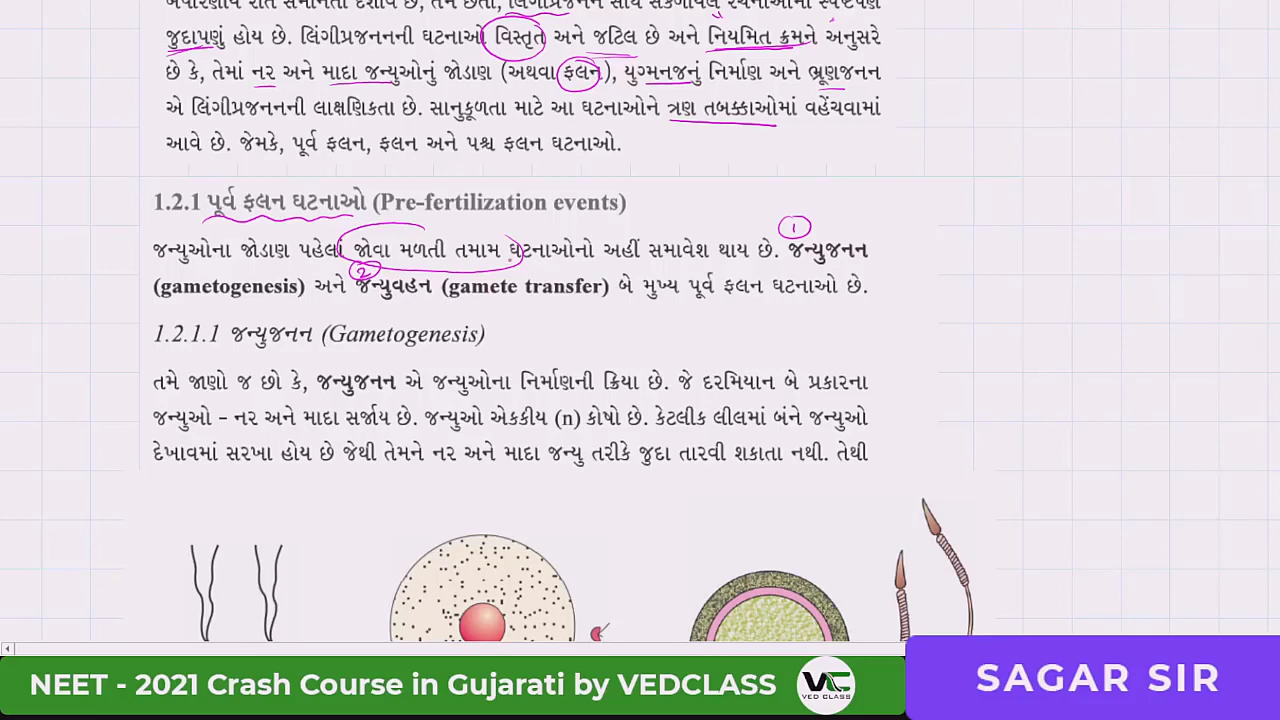 જુદાપણું હોય છે. લિંગીપ્રજનનની ઘટનાઓ વિસ્તૃત અને જટિલ છે અને નિયમિત ક્રમને અનુસરે
છે કે, તેમાં નર અને માદા જન્યુઓનું જોડાણ (અથવા ફલન), યુગ્મનજનું નિર્માણ અને ભ્રૂણજનન
એ લિંગીપ્રજનનની લાક્ષણિકતા છે. સાનુકૂળતા માટે આ ઘટનાઓને ત્રણ તબક્કાઓમાં વહેંચવામાં
આવે છે. જેમકે, પૂર્વ ફલન, ફલન અને પશ્ચ ફલન ઘટનાઓ.
1.2.1 પૂર્વ ફલન ઘટનાઓ (Pre-fertilization events)
1
જન્યુઓના જોડાણ પહેલાં જોવા મળતી તમામ ઘટનાઓનો અહીં સમાવેશ થાય છે. જન્યુજનન
2
(gametogenesis) અને જન્યુવહન (gamete transfer) બે મુખ્ય પૂર્વ ફલન ઘટનાઓ છે.
1.2.1.1 જન્યુજનન (Gametogenesis)
તમે જાણો જ છો કે, જન્યુજનન એ જન્યુઓના નિર્માણની ક્રિયા છે. જે દરમિયાન બે પ્રકારના
જન્યુઓ – નર અને માદા સર્જાય છે. જન્યુઓ એકકીય (n) કોષો છે. કેટલીક લીલમાં બંને જન્યુઓ
દેખાવમાં સરખા હોય છે જેથી તેમને નર અને માદા જન્યુ તરીકે જુદા તારવી શકાતા નથી. તેથી
NEET - 2021 Crash Course in Gujarati by VEDCLASS
VC
VED CLASS
SAGAR SIR